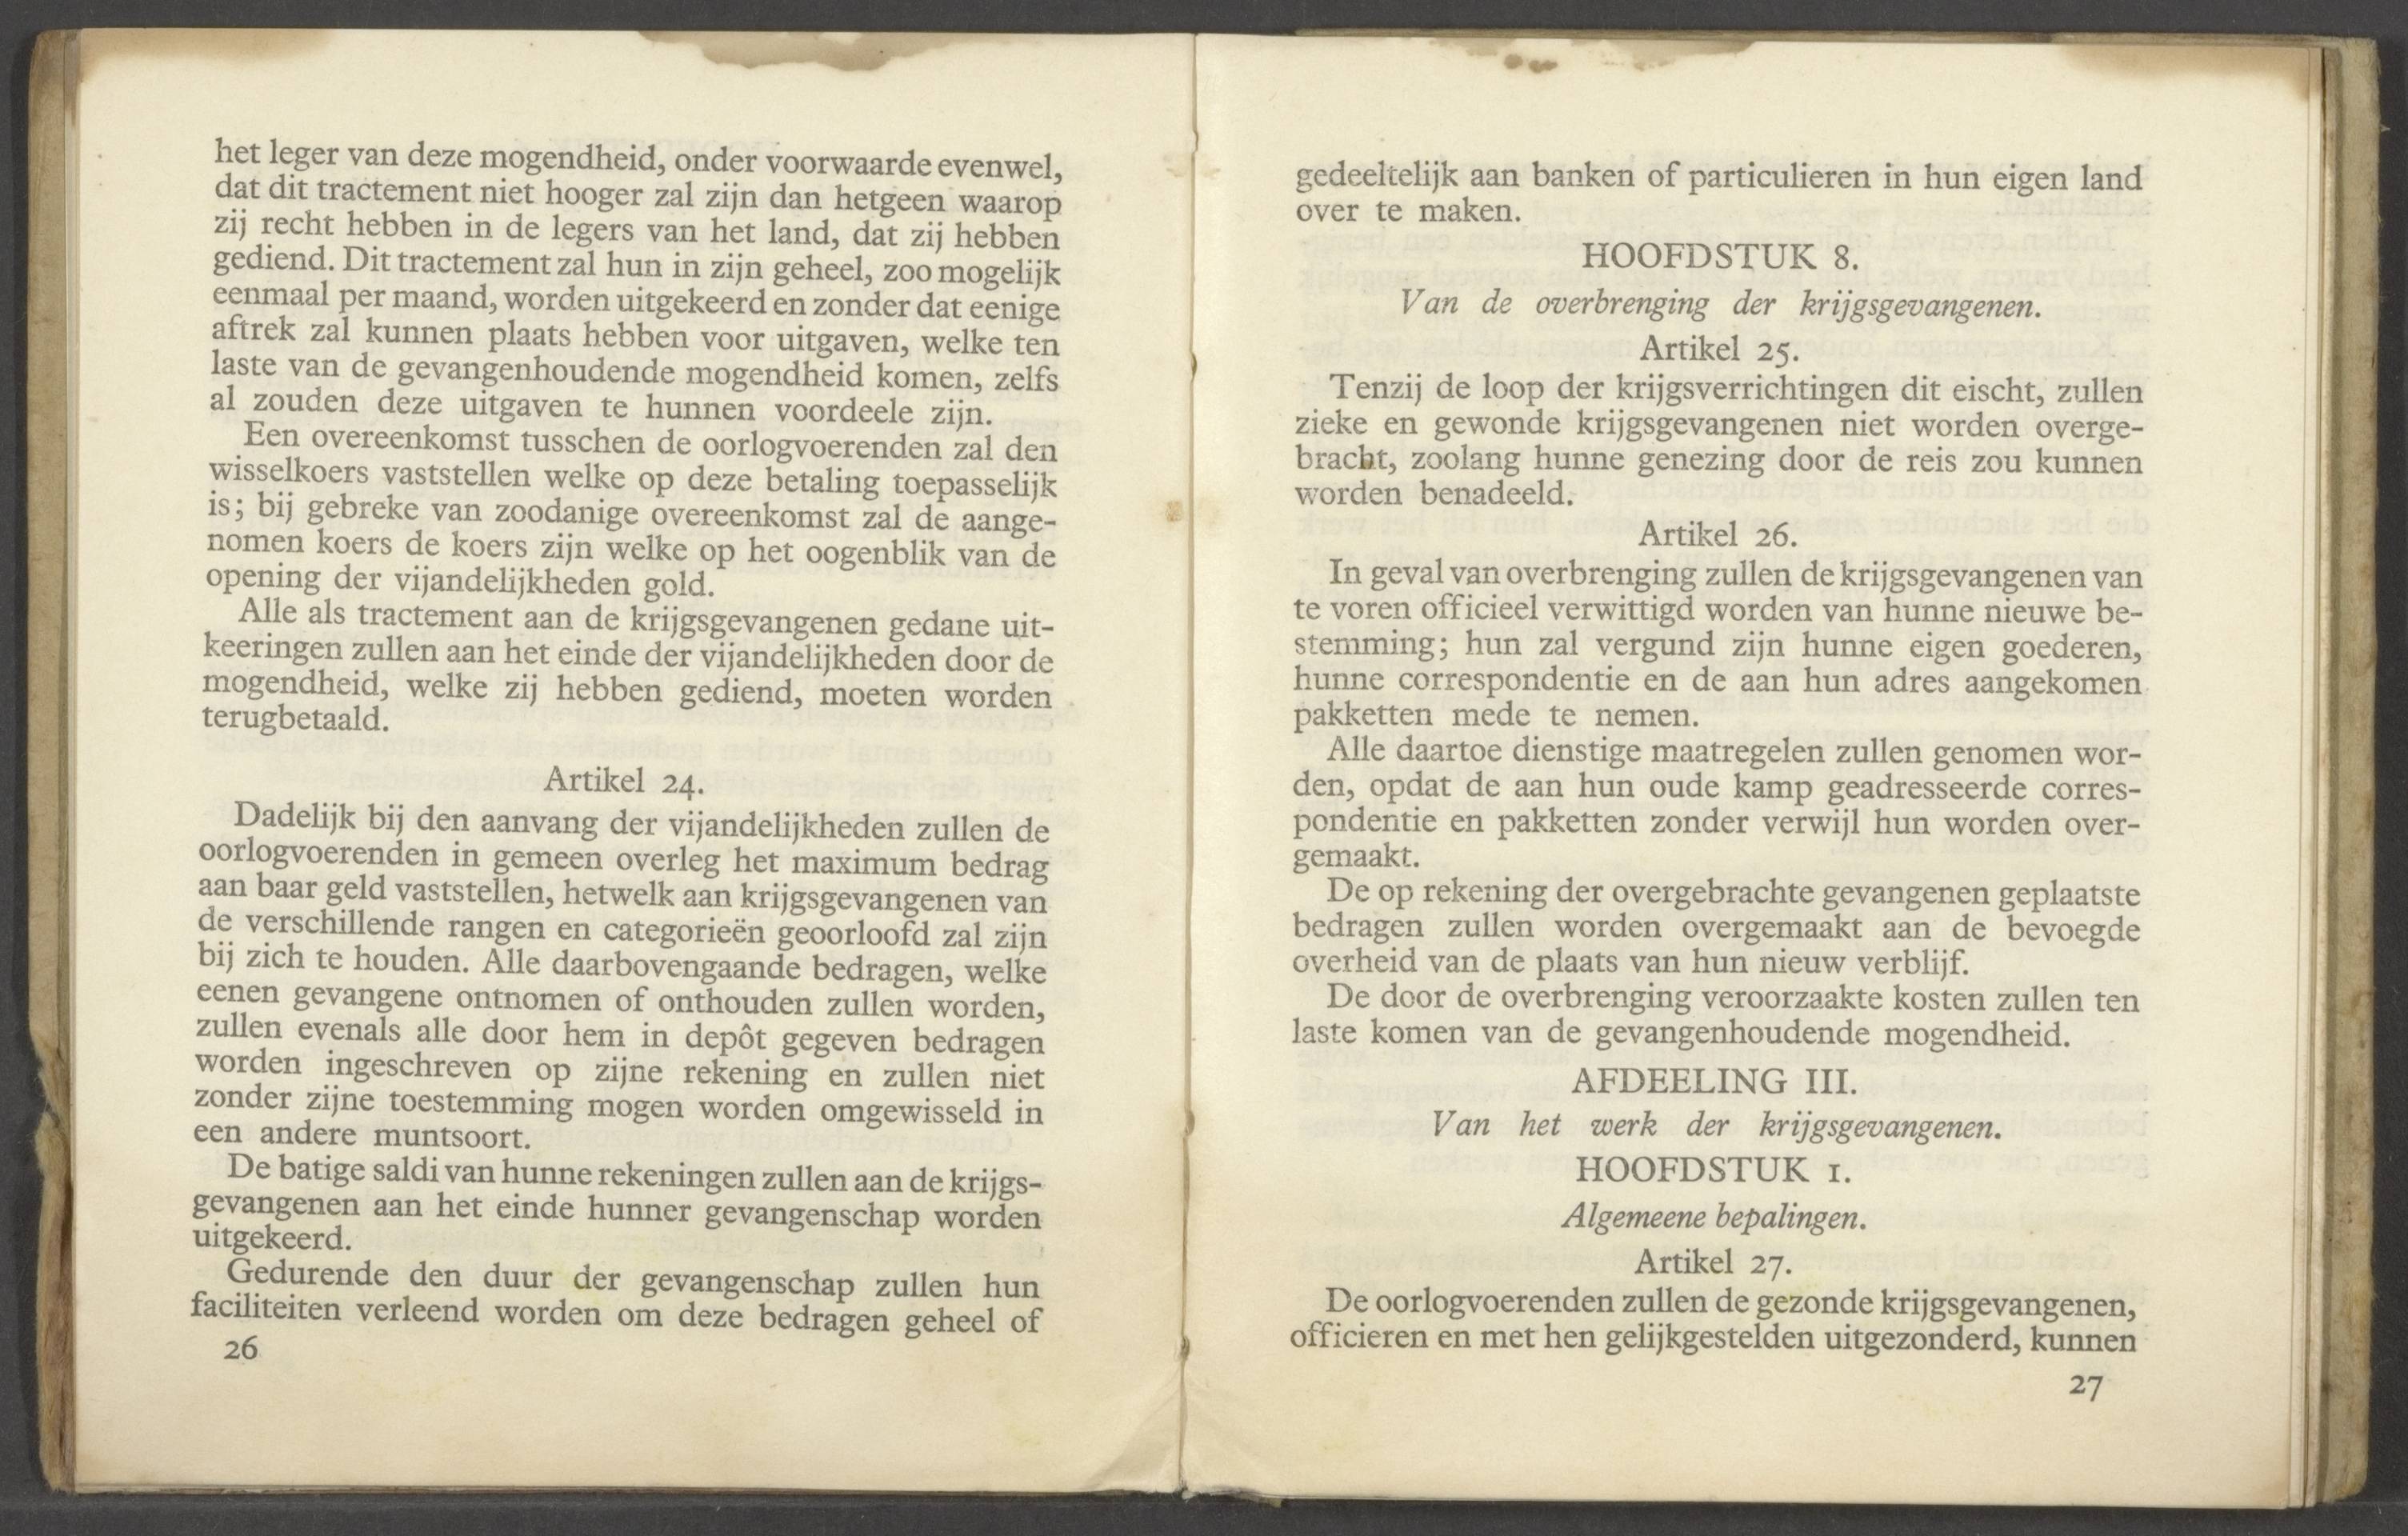 het leger van deze mogendheid, onder voorwaarde evenwel,
dat dit tractement niet hooger zal zijn dan hetgeen waarop
zij recht hebben in de legers van het land, dat zij hebben
gediend. Dit tractement zal hun in zijn geheel, zoo mogelijk
eenmaal per maand, worden uitgekeerd en zonder dat eenige
aftrek zal kunnen plaats hebben voor uitgaven, welke ten
laste van de gevangenhoudende mogendheid komen, zelfs
al zouden deze uitgaven te hunnen voordeele zijn.
Een overeenkomst tusschen de oorlogvoerenden zal den
wisselkoers vaststellen welke op deze betaling toepasselijk
is; bij gebreke van zoodanige overeenkomst zal de aange-
nomen koers de koers zijn welke op het oogenblik van de
opening der vijandelijkheden gold.
Alle als tractement aan de krijgsgevangenen gedane uit-
keeringen zullen aan het einde der vijandelijkheden door de
mogendheid, welke zij hebben gediend, moeten worden
terugbetaald.
Artikel 24.
Dadelijk bij den aanvang der vijandelijkheden zullen de
oorlogvoerenden in gemeen overleg het maximum bedrag
aan baar geld vaststellen, hetwelk aan krijgsgevangenen van
de verschillende rangen en categorieën geoorloofd zal zijn
bij zich te houden. Alle daarbovengaande bedragen, welke
eenen gevangene ontnomen of onthouden zullen worden,
zullen evenals alle door hem in depôt gegeven bedragen
worden ingeschreven op zijne rekening en zullen niet
zonder zijne toestemming mogen worden omgewisseld in
een andere muntsoort.
De batige saldi van hunne rekeningen zullen aan de krijgs-
gevangenen aan het einde hunner gevangenschap worden
uitgekeerd.
Gedurende den duur der gevangenschap zullen hun
faciliteiten verleend worden om deze bedragen geheel of
26
gedeeltelijk aan banken of particulieren in hun eigen land
over te maken.
HOOFDSTUK 8.
Van de overbrenging der krijgsgevangenen.
Artikel 25.
Tenzij de loop der krijgsverrichtingen dit eischt, zullen
zieke en gewonde krijgsgevangenen niet worden overge-
bracht, zoolang hunne genezing door de reis zou kunnen
worden benadeeld.
Artikel 26.
In geval van overbrenging zullen de krijgsgevangenen van
te voren officieel verwittigd worden van hunne nieuwe be-
stemming; hun zal vergund zijn hunne eigen goederen,
hunne correspondentie en de aan hun adres aangekomen
pakketten mede te nemen.
Alle daartoe dienstige maatregelen zullen genomen wor-
den, opdat de aan hun oude kamp geadresseerde corres-
pondentie en pakketten zonder verwijl hun worden over-
gemaakt.
De op rekening der overgebrachte gevangenen geplaatste
bedragen zullen worden overgemaakt aan de bevoegde
overheid van de plaats van hun nieuw verblijf.
De door de overbrenging veroorzaakte kosten zullen ten
laste komen van de gevangenhoudende mogendheid.
AFDEELING III.
Van het werk der krijgsgevangenen.
HOOFDSTUK 1.
Algemeene bepalingen.
Artikel 27.
De oorlogvoerenden zullen de gezonde krijgsgevangenen,
officieren en met hen gelijkgestelden uitgezonderd, kunnen
27